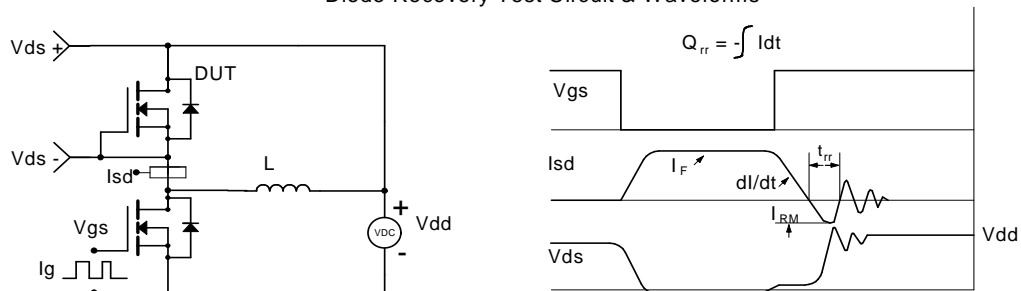 Diode Recovery Test Circuit & Waveforms
Q rr = -∫ Idt
Vds +
DUT
Vgs
Vds -
Isd
L
Isd
I F
dI/dt
t rr
I RM
Vgs
+
VDC
-
Vdd
Vdd
Vds
Ig